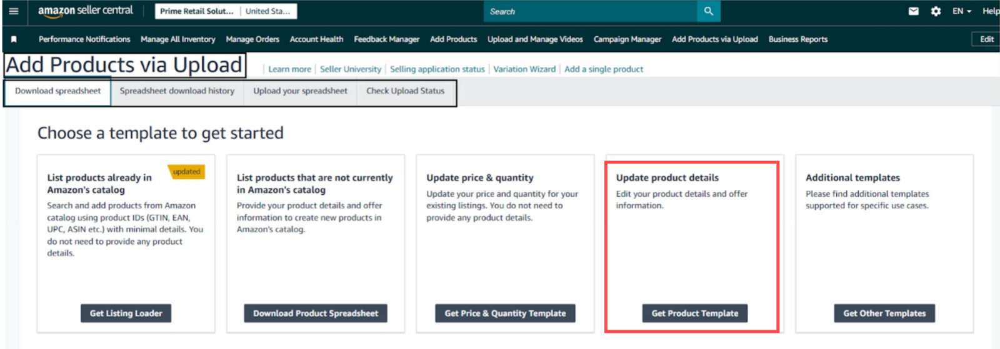 amazon seller central
Prime Retail Solut... | United Sta...
Search
EN
Help
Performance Notifications Manage All Inventory Manage Orders Account Health Feedback Manager Add Products Upload and Manage Videos Campaign Manager Add Products via Upload Business Reports
Edit
Add Products via Upload
Learn more | Seller University | Selling application status | Variation Wizard | Add a single product
Download spreadsheet Spreadsheet download history Upload your spreadsheet Check Upload Status
Choose a template to get started
updated
List products already in
Amazon's catalog
Search and add products from Amazon
catalog using product IDs (GTIN, EAN,
UPC, ASIN etc.) with minimal details. You
do not need to provide any product
details.
Get Listing Loader
List products that are not currently
in Amazon's catalog
Provide your product details and offer
information to create new products in
Amazon's catalog.
Download Product Spreadsheet
Update price & quantity
Update your price and quantity for your
existing listings. You do not need to
provide any product details.
Get Price & Quantity Template
Update product details
Edit your product details and offer
information.
Get Product Template
Additional templates
Please find additional templates
supported for specific use cases.
Get Other Templates